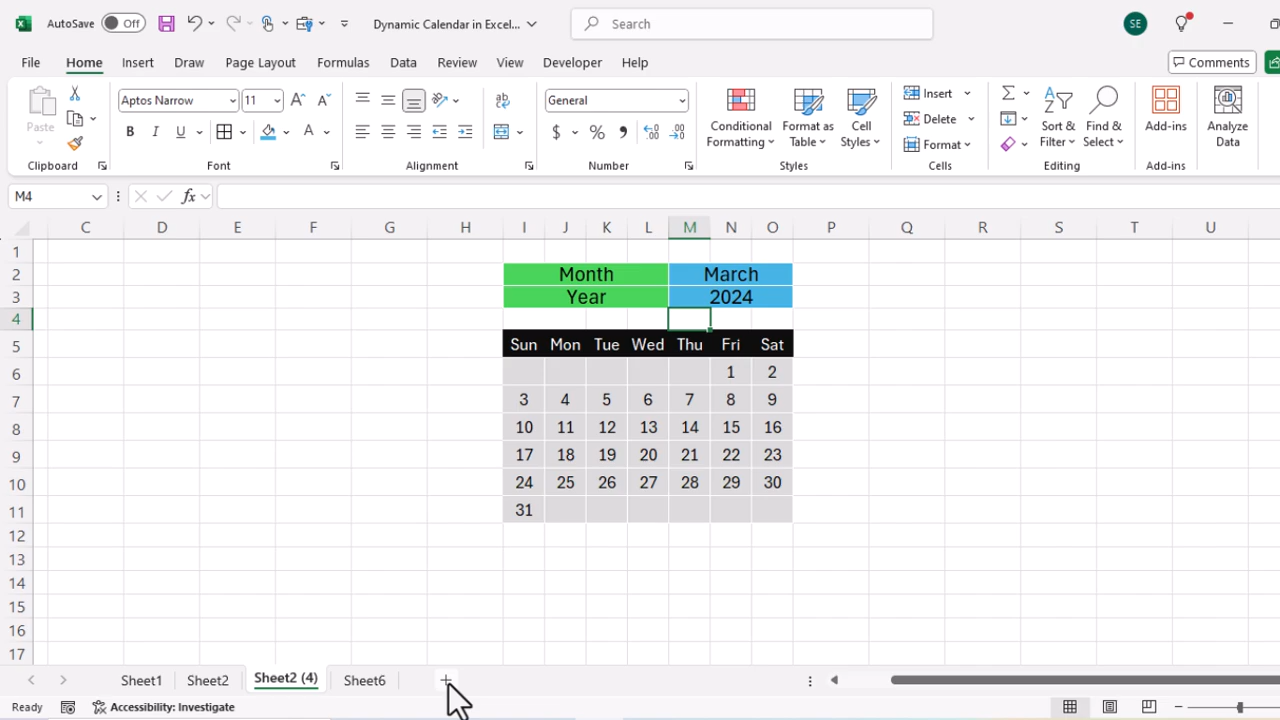 AutoSave Off Dynamic Calendar in Excel... Search SE
File Home Insert Draw Page Layout Formulas Data Review View Developer Help Comments
Paste Aptos Narrow 11 General Conditional Formatting Format as Table Cell Styles Insert Delete Format Sort & Filter Find & Select Add-ins Analyze Data
B I U A ab $ %
Clipboard Font Alignment Number Styles Cells Editing Add-ins
M4 fx
C D E F G H I J K L M N O P Q R S T U
1
2 Month March
3 Year 2024
4
5 Sun Mon Tue Wed Thu Fri Sat
6 1 2
7 3 4 5 6 7 8 9
8 10 11 12 13 14 15 16
9 17 18 19 20 21 22 23
10 24 25 26 27 28 29 30
11 31
12
13
14
15
16
17
Sheet1 Sheet2 Sheet2 (4) Sheet6
Ready Accessibility: Investigate